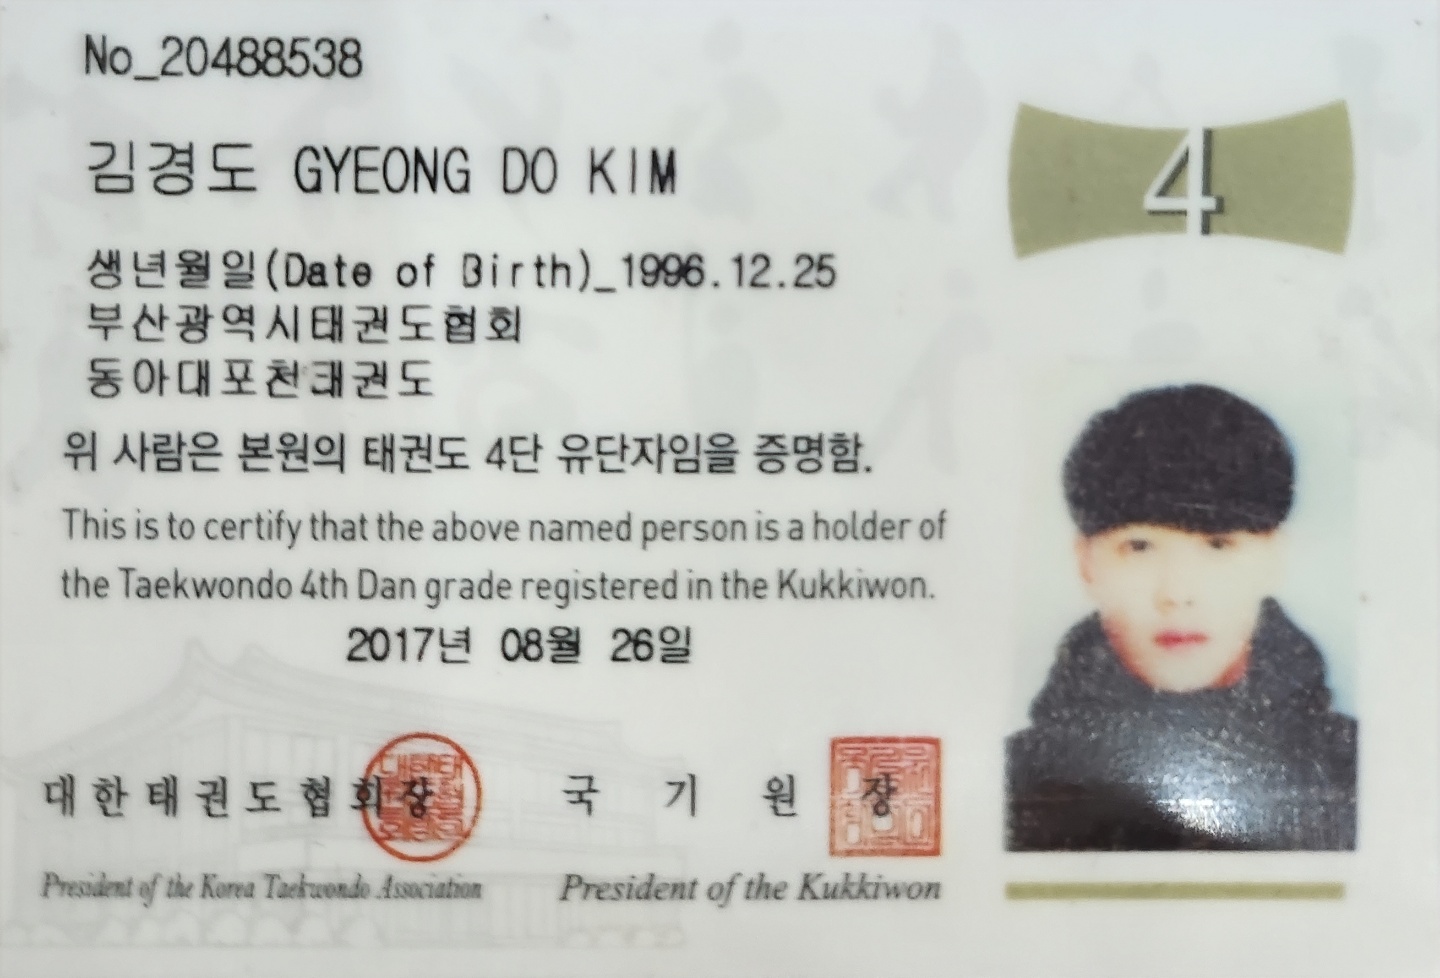 No_20488538
4
김경도 GYEONG DO KIM
생년월일(Date of Birth)_1996.12.25
부산광역시태권도협회
동아대포천태권도
위 사람은 본원의 태권도 4단 유단자임을 증명함.
This is to certify that the above named person is a holder of
the Taekwondo 4th Dan grade registered in the Kukkiwon.
2017년 08월 26일
대한태권도협회장 국기원장
President of the Korea Taekwondo Association President of the Kukkiwon